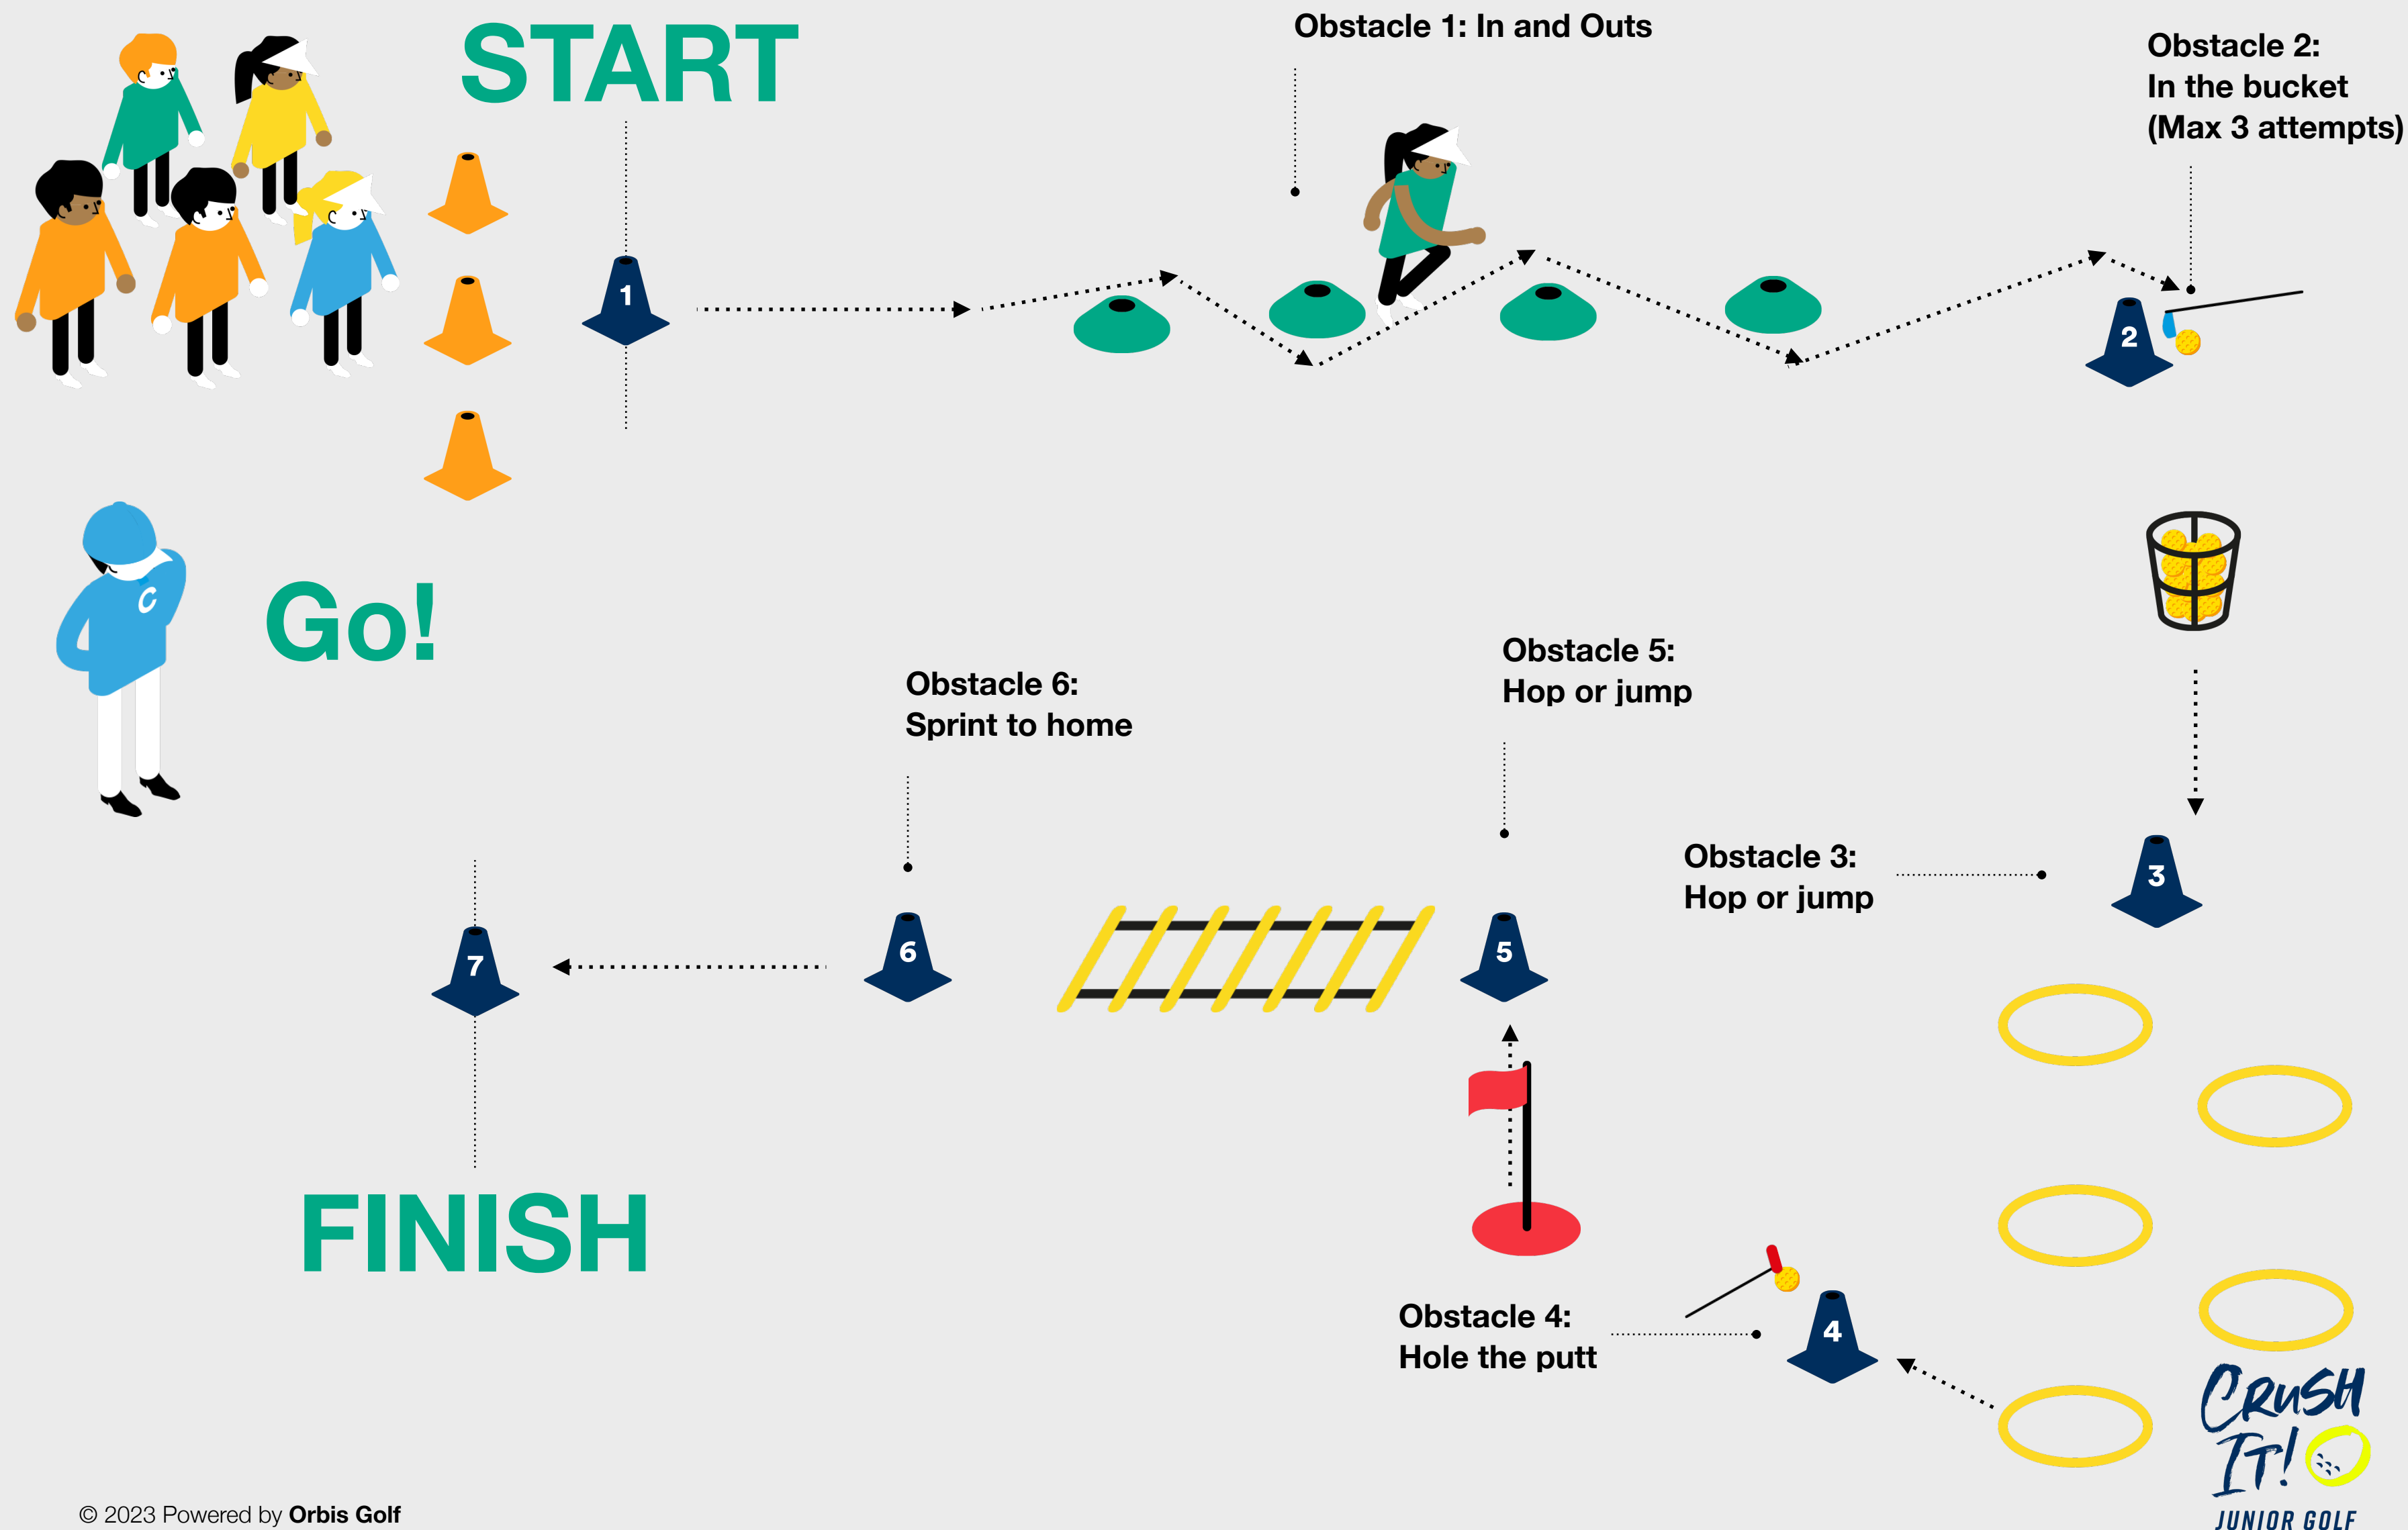 START
Obstacle 1: In and Outs
Obstacle 2:
In the bucket
(Max 3 attempts)
1
2
C
Go!
Obstacle 5:
Hop or jump
Obstacle 6:
Sprint to home
Obstacle 3:
Hop or jump
3
5
6
7
FINISH
Obstacle 4:
Hole the putt
4
CRUSH
IT!
JUNIOR GOLF
© 2023 Powered by Orbis Golf